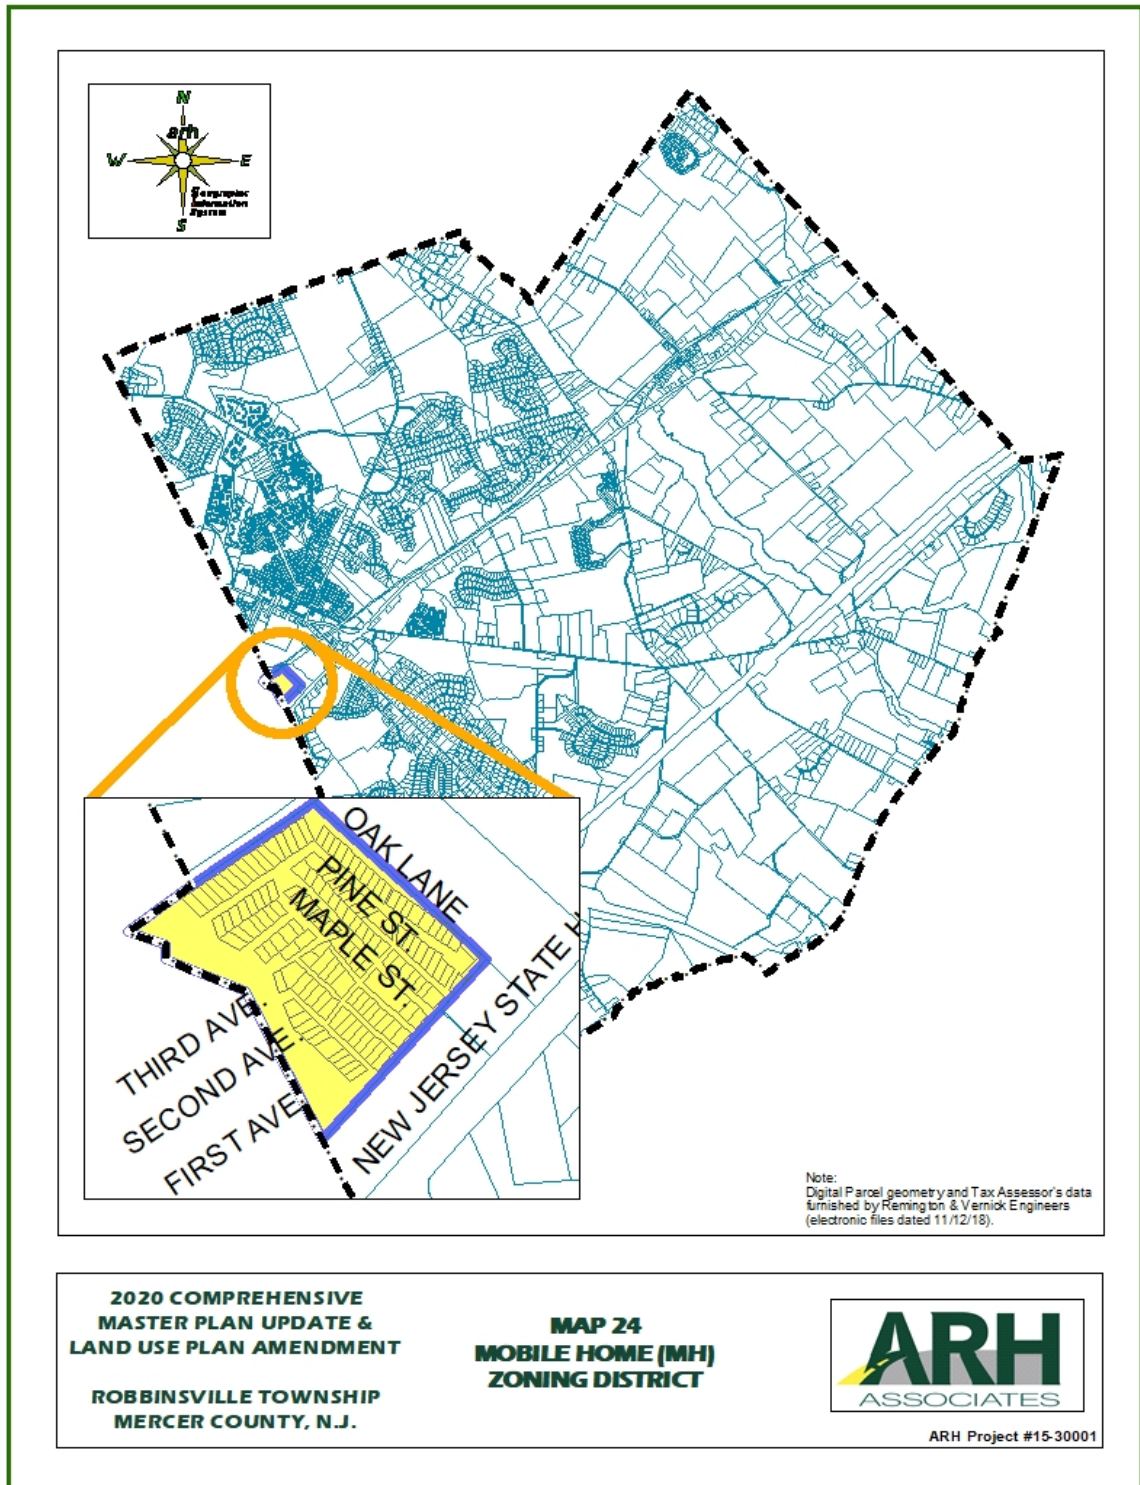 N
arh
W
E
Geographic
Information
System
S
OAK LANE
PINE ST.
MAPLE ST.
THIRD AVE.
SECOND AVE.
FIRST AVE
NEW JERSEY STATE H
Note:
Digital Parcel geometry and Tax Assessor's data
furnished by Remington & Vernick Engineers
(electronic files dated 11/12/18).
2020 COMPREHENSIVE
MASTER PLAN UPDATE &
LAND USE PLAN AMENDMENT
ROBBINSVILLE TOWNSHIP
MERCER COUNTY, N.J.
MAP 24
MOBILE HOME (MH)
ZONING DISTRICT
ARH
ASSOCIATES
ARH Project #15-30001